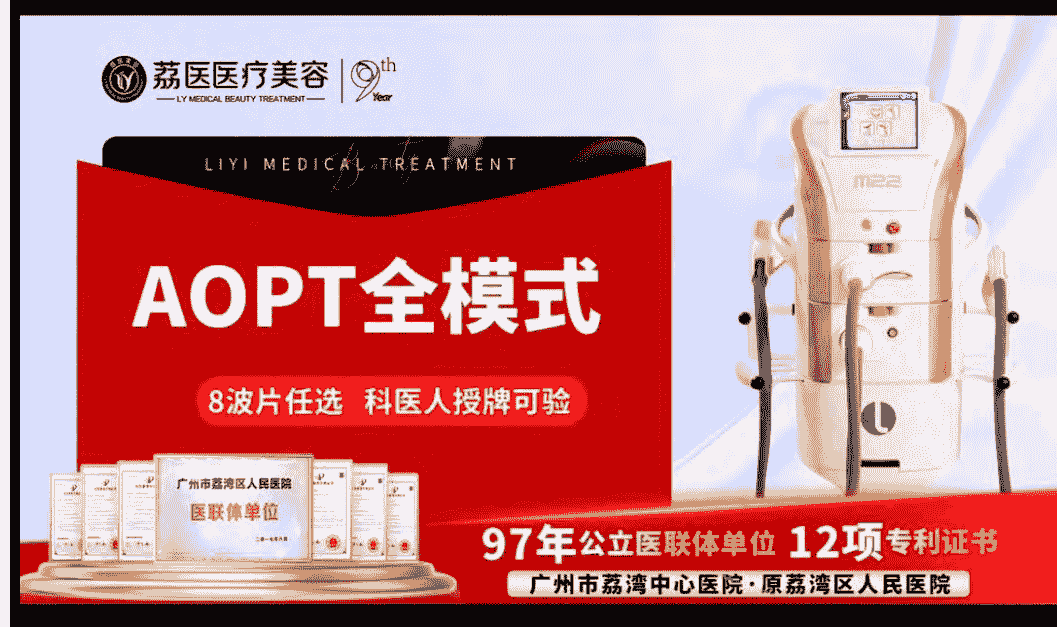 荔医医疗美容
LY MEDICAL BEAUTY TREATMENT
9th
Year
LIYI MEDICAL TREATMENT
M22
AOPT全模式
8波片任选 科医人授牌可验
广州市荔湾区人民医院
医联体单位
97年公立医联体单位 12项专利证书
广州市荔湾中心医院·原荔湾区人民医院